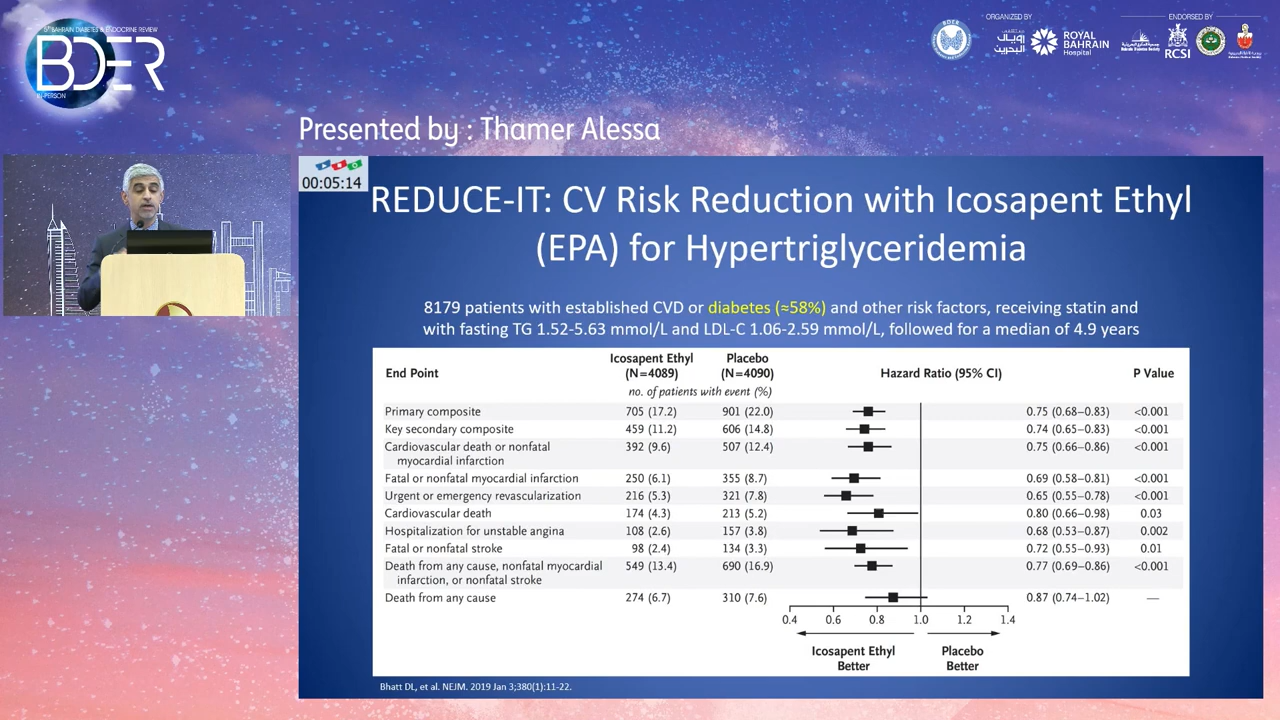 6th BAHRAIN DIABETES & ENDOCRINE REVIEW
BDER
IN-PERSON
ORGANIZED BY
BDER
رويال
البحرين
ROYAL
BAHRAIN
Hospital
ENDORSED BY
Bahrain Diabetes Society
RCSI
Presented by : Thamer Alessa
00:05:14
REDUCE-IT: CV Risk Reduction with Icosapent Ethyl
(EPA) for Hypertriglyceridemia
8179 patients with established CVD or diabetes (≈58%) and other risk factors, receiving statin and
with fasting TG 1.52-5.63 mmol/L and LDL-C 1.06-2.59 mmol/L, followed for a median of 4.9 years
End Point Icosapent Ethyl (N=4089) Placebo (N=4090) Hazard Ratio (95% CI) P Value
no. of patients with event (%)
Primary composite 705 (17.2) 901 (22.0) 0.75 (0.68–0.83) <0.001
Key secondary composite 459 (11.2) 606 (14.8) 0.74 (0.65–0.83) <0.001
Cardiovascular death or nonfatal 392 (9.6) 507 (12.4) 0.75 (0.66–0.86) <0.001
myocardial infarction
Fatal or nonfatal myocardial infarction 250 (6.1) 355 (8.7) 0.69 (0.58–0.81) <0.001
Urgent or emergency revascularization 216 (5.3) 321 (7.8) 0.65 (0.55–0.78) <0.001
Cardiovascular death 174 (4.3) 213 (5.2) 0.80 (0.66–0.98) 0.03
Hospitalization for unstable angina 108 (2.6) 157 (3.8) 0.68 (0.53–0.87) 0.002
Fatal or nonfatal stroke 98 (2.4) 134 (3.3) 0.72 (0.55–0.93) 0.01
Death from any cause, nonfatal myocardial 549 (13.4) 690 (16.9) 0.77 (0.69–0.86) <0.001
infarction, or nonfatal stroke
Death from any cause 274 (6.7) 310 (7.6) 0.87 (0.74–1.02) —
0.4 0.6 0.8 1.0 1.2 1.4
Icosapent Ethyl Placebo
Better Better
Bhatt DL, et al. NEJM. 2019 Jan 3;380(1):11-22.